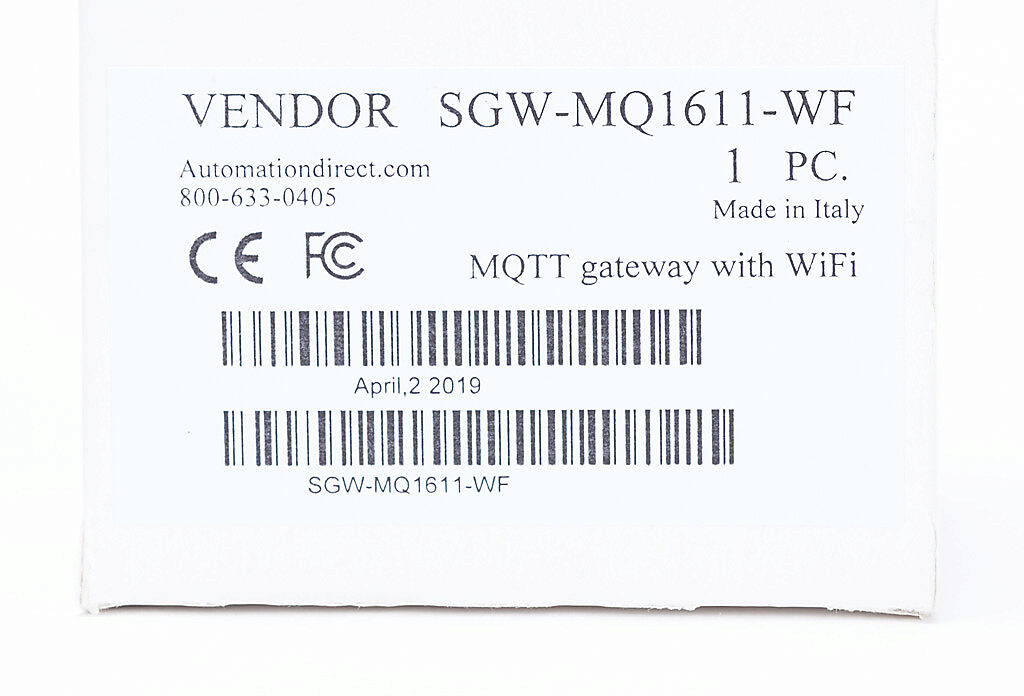 VENDOR SGW-MQ1611-WF
Automationdirect.com 1 PC.
800-633-0405 Made in Italy
CE FCC MQTT gateway with WiFi
April,2 2019
SGW-MQ1611-WF